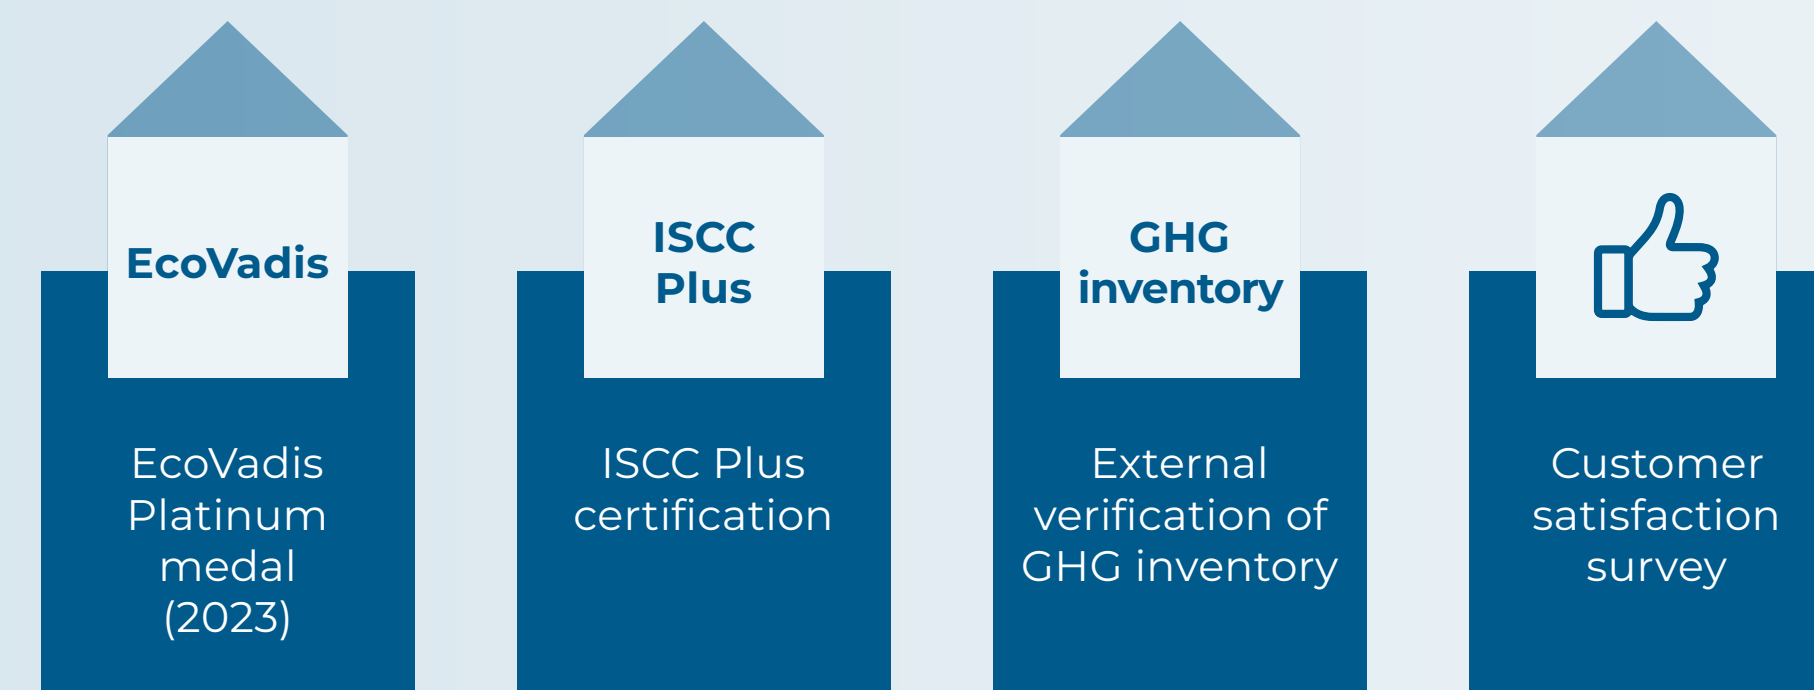 EcoVadis
EcoVadis
Platinum
medal
(2023)
ISCC
Plus
ISCC Plus
certification
GHG
inventory
External
verification of
GHG inventory
Customer
satisfaction
survey